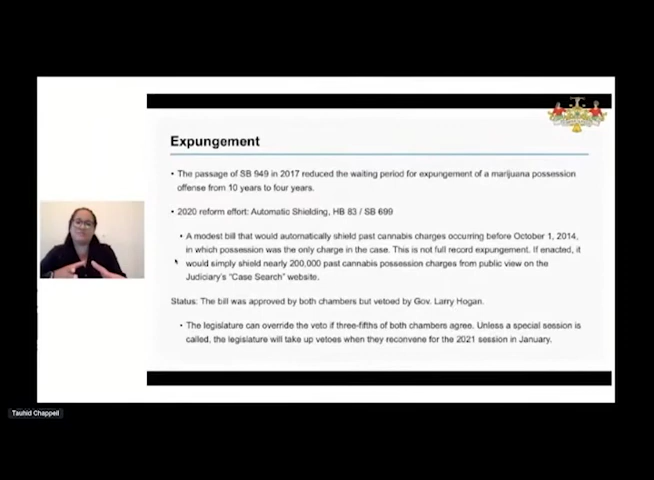 Expungement
• The passage of SB 949 in 2017 reduced the waiting period for expungement of a marijuana possession
offense from 10 years to four years.
• 2020 reform effort: Automatic Shielding, HB 83 / SB 699
• A modest bill that would automatically shield past cannabis charges occurring before October 1, 2014,
in which possession was the only charge in the case. This is not full record expungement. If enacted, it
would simply shield nearly 200,000 past cannabis possession charges from public view on the
Judiciary's "Case Search" website.
Status: The bill was approved by both chambers but vetoed by Gov. Larry Hogan.
• The legislature can override the veto if three-fifths of both chambers agree. Unless a special session is
called, the legislature will take up vetoes when they reconvene for the 2021 session in January.
Tauhid Chappell